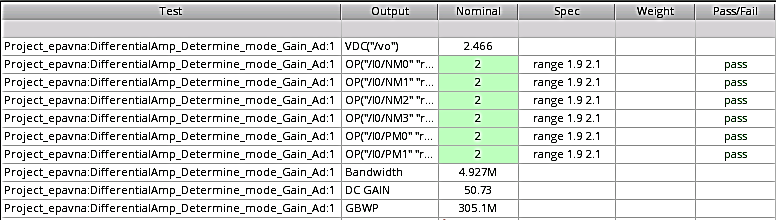 Test Output Nominal Spec Weight Pass/Fail
Project_epavna:DifferentialAmp_Determine_mode_Gain_Ad:1 VDC("/vo") 2.466
Project_epavna:DifferentialAmp_Determine_mode_Gain_Ad:1 OP("/I0/NM0" "r... 2 range 1.9 2.1 pass
Project_epavna:DifferentialAmp_Determine_mode_Gain_Ad:1 OP("/I0/NM1" "r... 2 range 1.9 2.1 pass
Project_epavna:DifferentialAmp_Determine_mode_Gain_Ad:1 OP("/I0/NM2" "r... 2 range 1.9 2.1 pass
Project_epavna:DifferentialAmp_Determine_mode_Gain_Ad:1 OP("/I0/NM3" "r... 2 range 1.9 2.1 pass
Project_epavna:DifferentialAmp_Determine_mode_Gain_Ad:1 OP("/I0/PM0" "r... 2 range 1.9 2.1 pass
Project_epavna:DifferentialAmp_Determine_mode_Gain_Ad:1 OP("/I0/PM1" "r... 2 range 1.9 2.1 pass
Project_epavna:DifferentialAmp_Determine_mode_Gain_Ad:1 Bandwidth 4.927M
Project_epavna:DifferentialAmp_Determine_mode_Gain_Ad:1 DC GAIN 50.73
Project_epavna:DifferentialAmp_Determine_mode_Gain_Ad:1 GBWP 305.1M